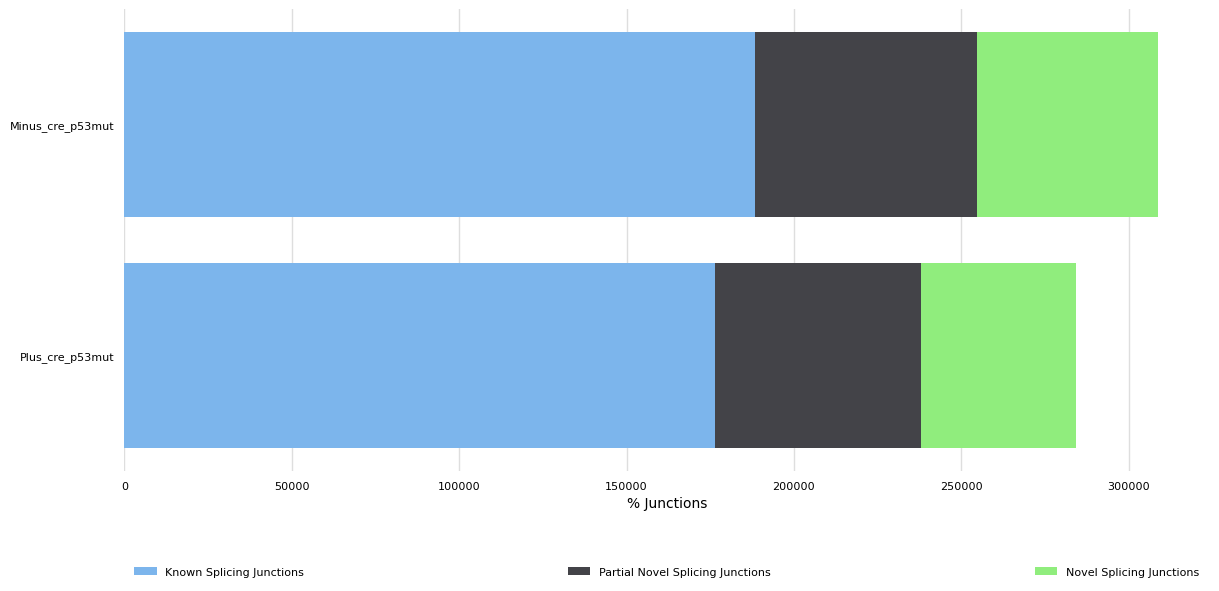 Minus_cre_p53mut
Plus_cre_p53mut
0 50000 100000 150000 200000 250000 300000
% Junctions
Known Splicing Junctions Partial Novel Splicing Junctions Novel Splicing Junctions